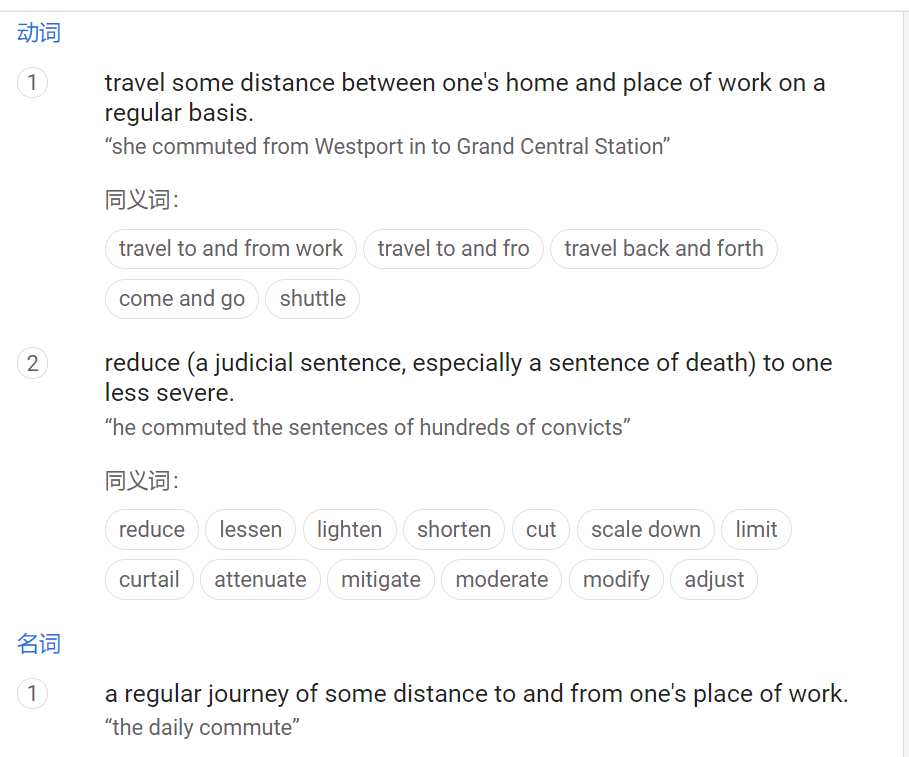 动词
1 travel some distance between one's home and place of work on a
regular basis.
“she commuted from Westport in to Grand Central Station”
同义词：
travel to and from work travel to and fro travel back and forth
come and go shuttle
2 reduce (a judicial sentence, especially a sentence of death) to one
less severe.
“he commuted the sentences of hundreds of convicts”
同义词：
reduce lessen lighten shorten cut scale down limit
curtail attenuate mitigate moderate modify adjust
名词
1 a regular journey of some distance to and from one's place of work.
“the daily commute”